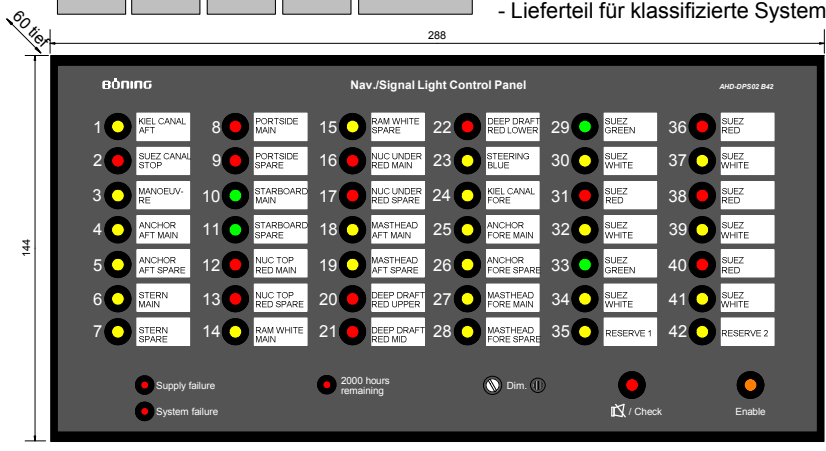 - Lieferteil für klassifizierte System
60 tief
288
144
BÖNING
Nav./Signal Light Control Panel
AHD-DPS02 B42
1 KIEL CANAL
AFT
2 SUEZ CANAL
STOP
3 MANOEUV-
RE
4 ANCHOR
AFT MAIN
5 ANCHOR
AFT SPARE
6 STERN
MAIN
7 STERN
SPARE
8 PORTSIDE
MAIN
9 PORTSIDE
SPARE
10 STARBOARD
MAIN
11 STARBOARD
SPARE
12 NUC TOP
RED MAIN
13 NUC TOP
RED SPARE
14 RAM WHITE
MAIN
15 RAM WHITE
SPARE
16 NUC UNDER
RED MAIN
17 NUC UNDER
RED SPARE
18 MASTHEAD
AFT MAIN
19 MASTHEAD
AFT SPARE
20 DEEP DRAFT
RED UPPER
21 DEEP DRAFT
RED MID
22 DEEP DRAFT
RED LOWER
23 STEERING
BLUE
24 KIEL CANAL
FORE
25 ANCHOR
FORE MAIN
26 ANCHOR
FORE SPARE
27 MASTHEAD
FORE MAIN
28 MASTHEAD
FORE SPARE
29 SUEZ
GREEN
30 SUEZ
WHITE
31 SUEZ
RED
32 SUEZ
WHITE
33 SUEZ
GREEN
34 SUEZ
WHITE
35 RESERVE 1
36 SUEZ
RED
37 SUEZ
WHITE
38 SUEZ
RED
39 SUEZ
WHITE
40 SUEZ
RED
41 SUEZ
WHITE
42 RESERVE 2
Supply failure
System failure
2000 hours
remaining
Dim.
/ Check
Enable